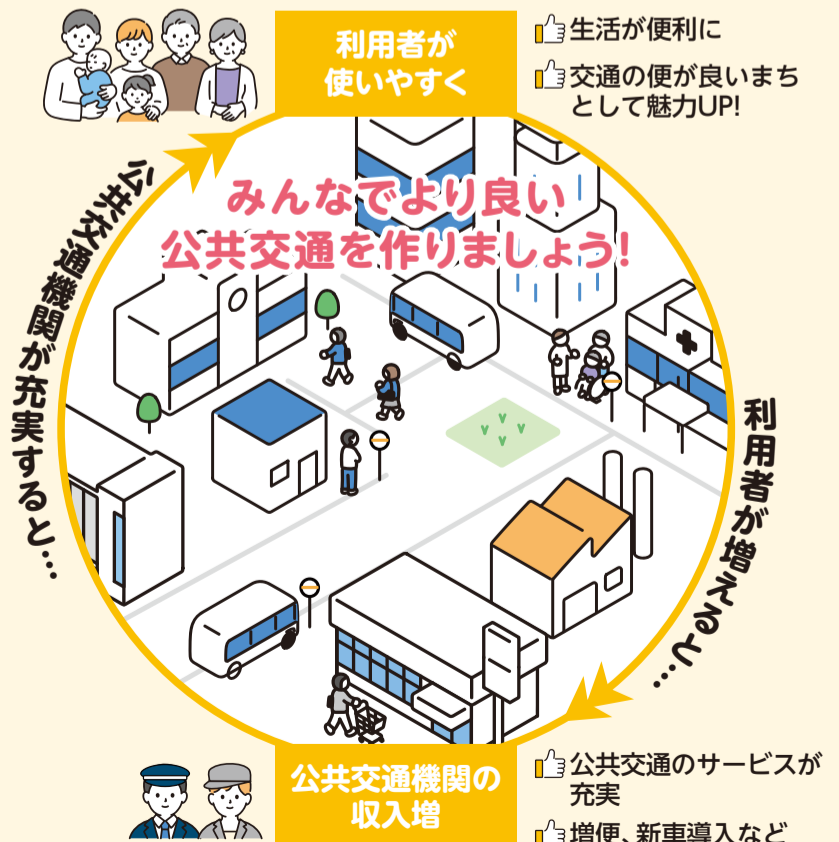 利用者が
使いやすく
生活が便利に
交通の便が良いまち
として魅力UP!
みんなでより良い
公共交通を作りましょう!
公共交通機関が充実すると…
利用者が増えると…
公共交通機関の
収入増
公共交通のサービスが
充実
増便、新車導入など